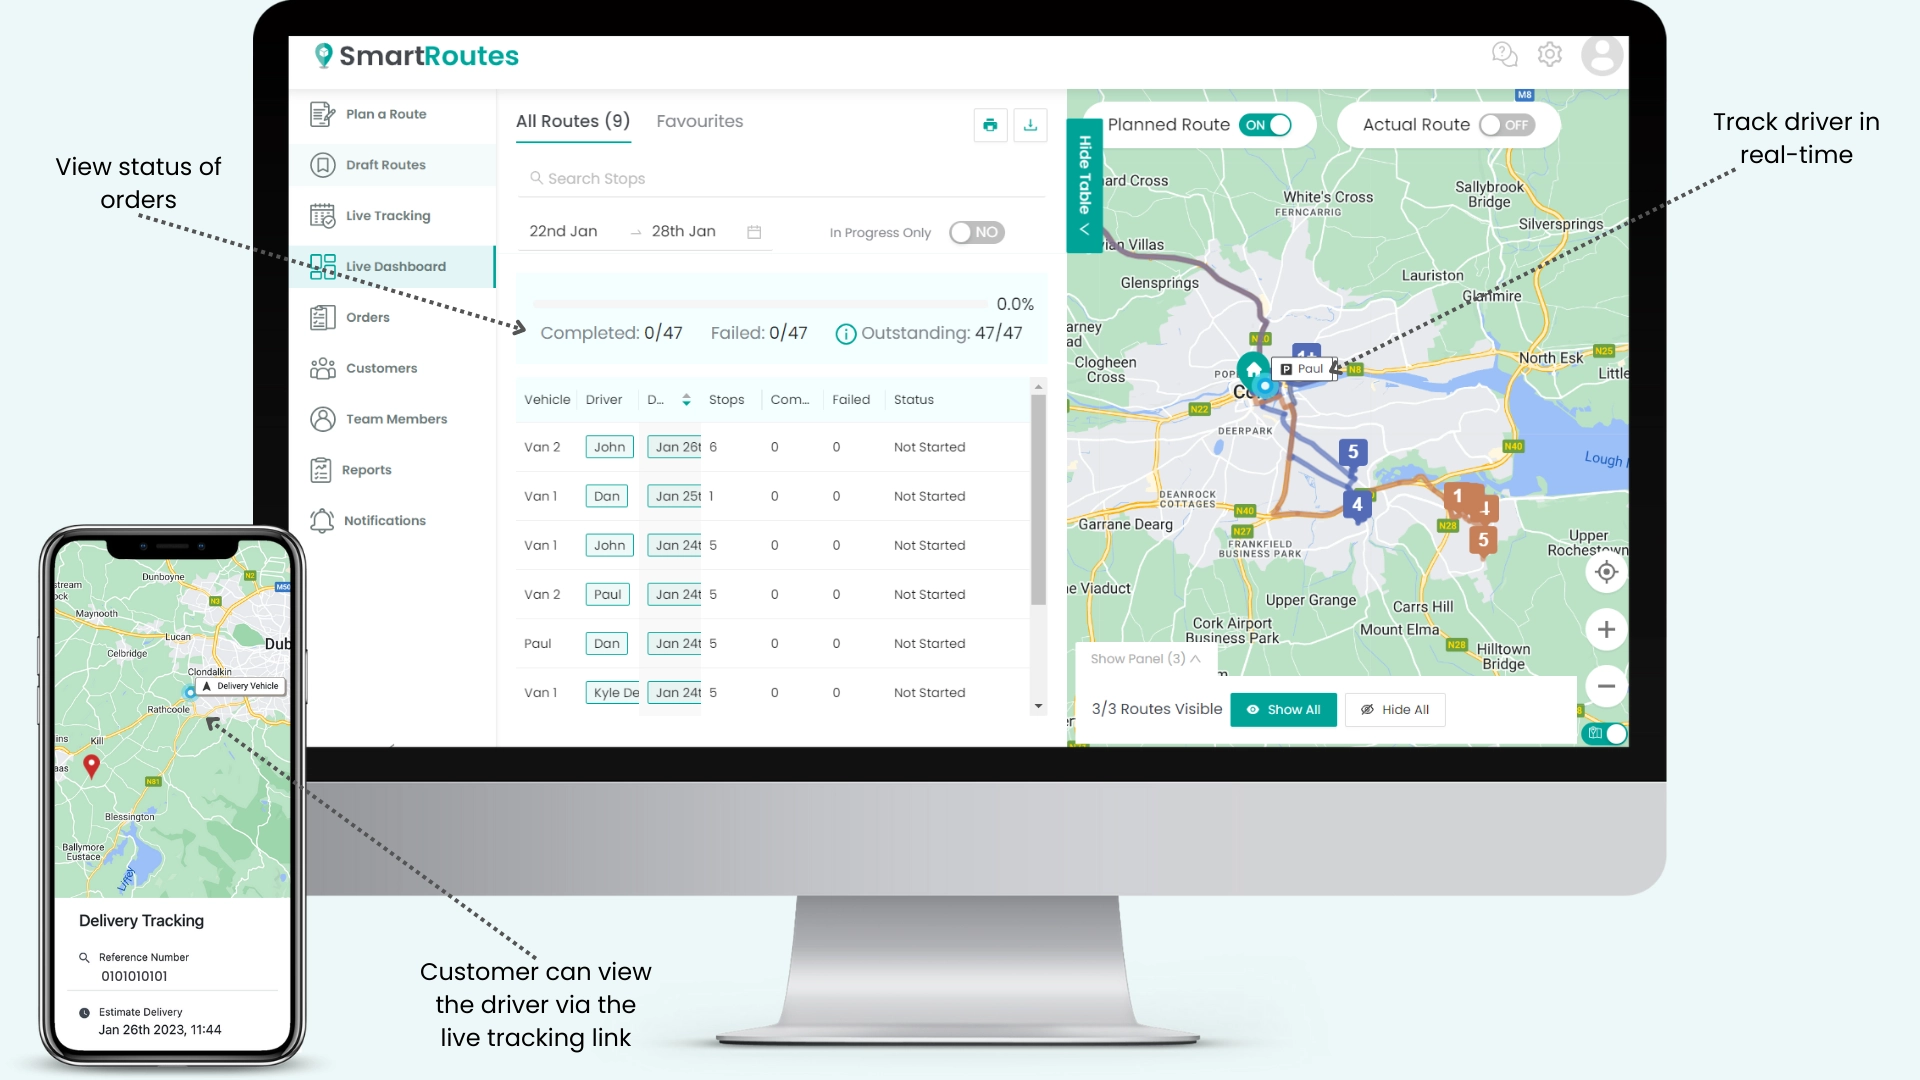 SmartRoutes
Plan a Route
Draft Routes
Live Tracking
Live Dashboard
Orders
Customers
Team Members
Reports
Notifications
All Routes (9)
Favourites
Search Stops
22nd Jan → 28th Jan
In Progress Only NO
0.0%
Completed: 0/47 Failed: 0/47 Outstanding: 47/47
Vehicle Driver D... Stops Com... Failed Status
Van 2 John Jan 26t 6 0 0 Not Started
Van 1 Dan Jan 25t 1 0 0 Not Started
Van 1 John Jan 24t 5 0 0 Not Started
Van 2 Paul Jan 24t 5 0 0 Not Started
Paul Dan Jan 24t 5 0 0 Not Started
Van 1 Kyle De Jan 24t 5 0 0 Not Started
Hide Table
M8
Planned Route ON
Actual Route OFF
ard Cross
White's Cross
FERNCARRIG
Sallybrook
Bridge
Silversprings
vian Villas
Glensprings
Lauriston
Glanmire
arney
ad
Clogheen
Cross
POP
Paul
N8
North Esk
N25
Little
Co
N22
DEERPARK
N40
5
Lough
4
1
5
DEANROCK
COTTAGES
N40
Garrane Dearg
N27
N28
FRANKFIELD
BUSINESS PARK
Upper
Rochestown
e Viaduct
Upper Grange
Carrs Hill
Cork Airport
Business Park
Mount Elma
N28
Hilltown
Bridge
Show Panel (3)
3/3 Routes Visible
Show All
Hide All
View status of
orders
Track driver in
real-time
Customer can view
the driver via the
live tracking link
Dunboyne
N2
M50
stream
ock
N3
Maynooth
Lucan
Dub
Celbridge
Clondalkin
Delivery Vehicle
Rathcoole
ins
Kill
aas
N81
Blessington
Ballymore
Eustace
Liffey
Delivery Tracking
Reference Number
0101010101
Estimate Delivery
Jan 26th 2023, 11:44